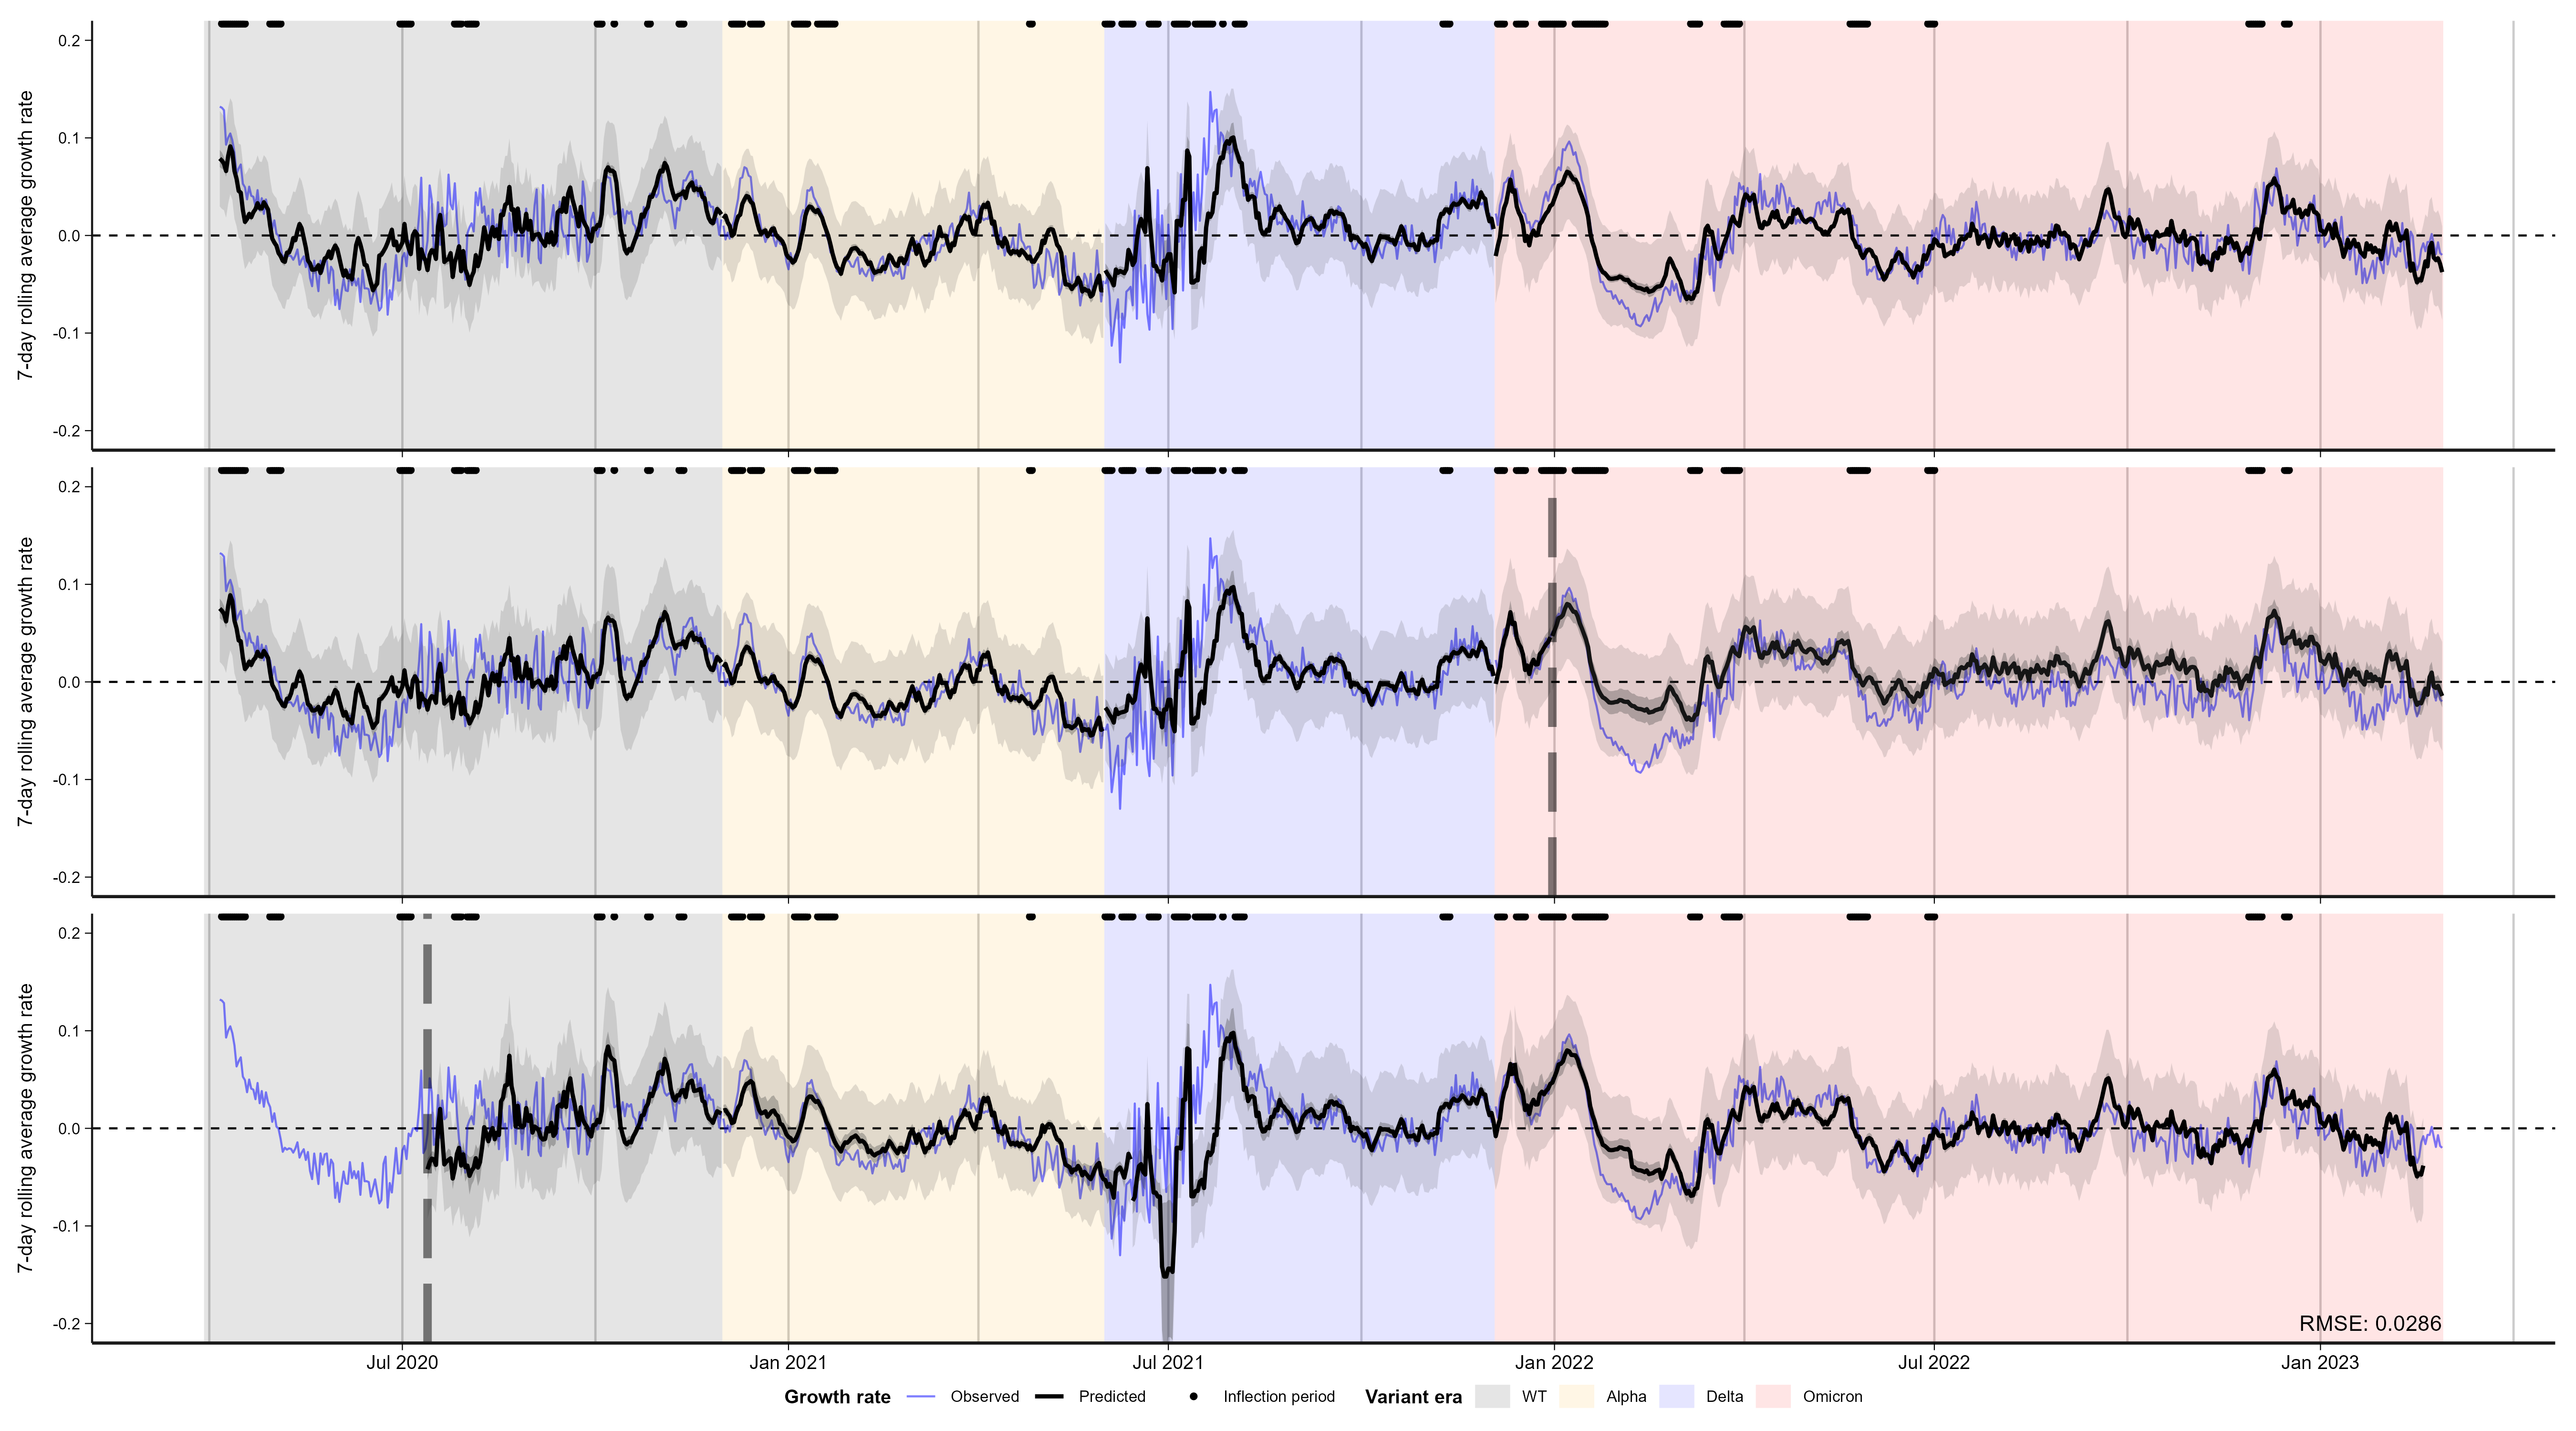 7-day rolling average growth rate
0.2
0.1
0.0
-0.1
-0.2
7-day rolling average growth rate
0.2
0.1
0.0
-0.1
-0.2
7-day rolling average growth rate
0.2
0.1
0.0
-0.1
-0.2
RMSE: 0.0286
Jul 2020 Jan 2021 Jul 2021 Jan 2022 Jul 2022 Jan 2023
Growth rate Observed Predicted Inflection period Variant era WT Alpha Delta Omicron